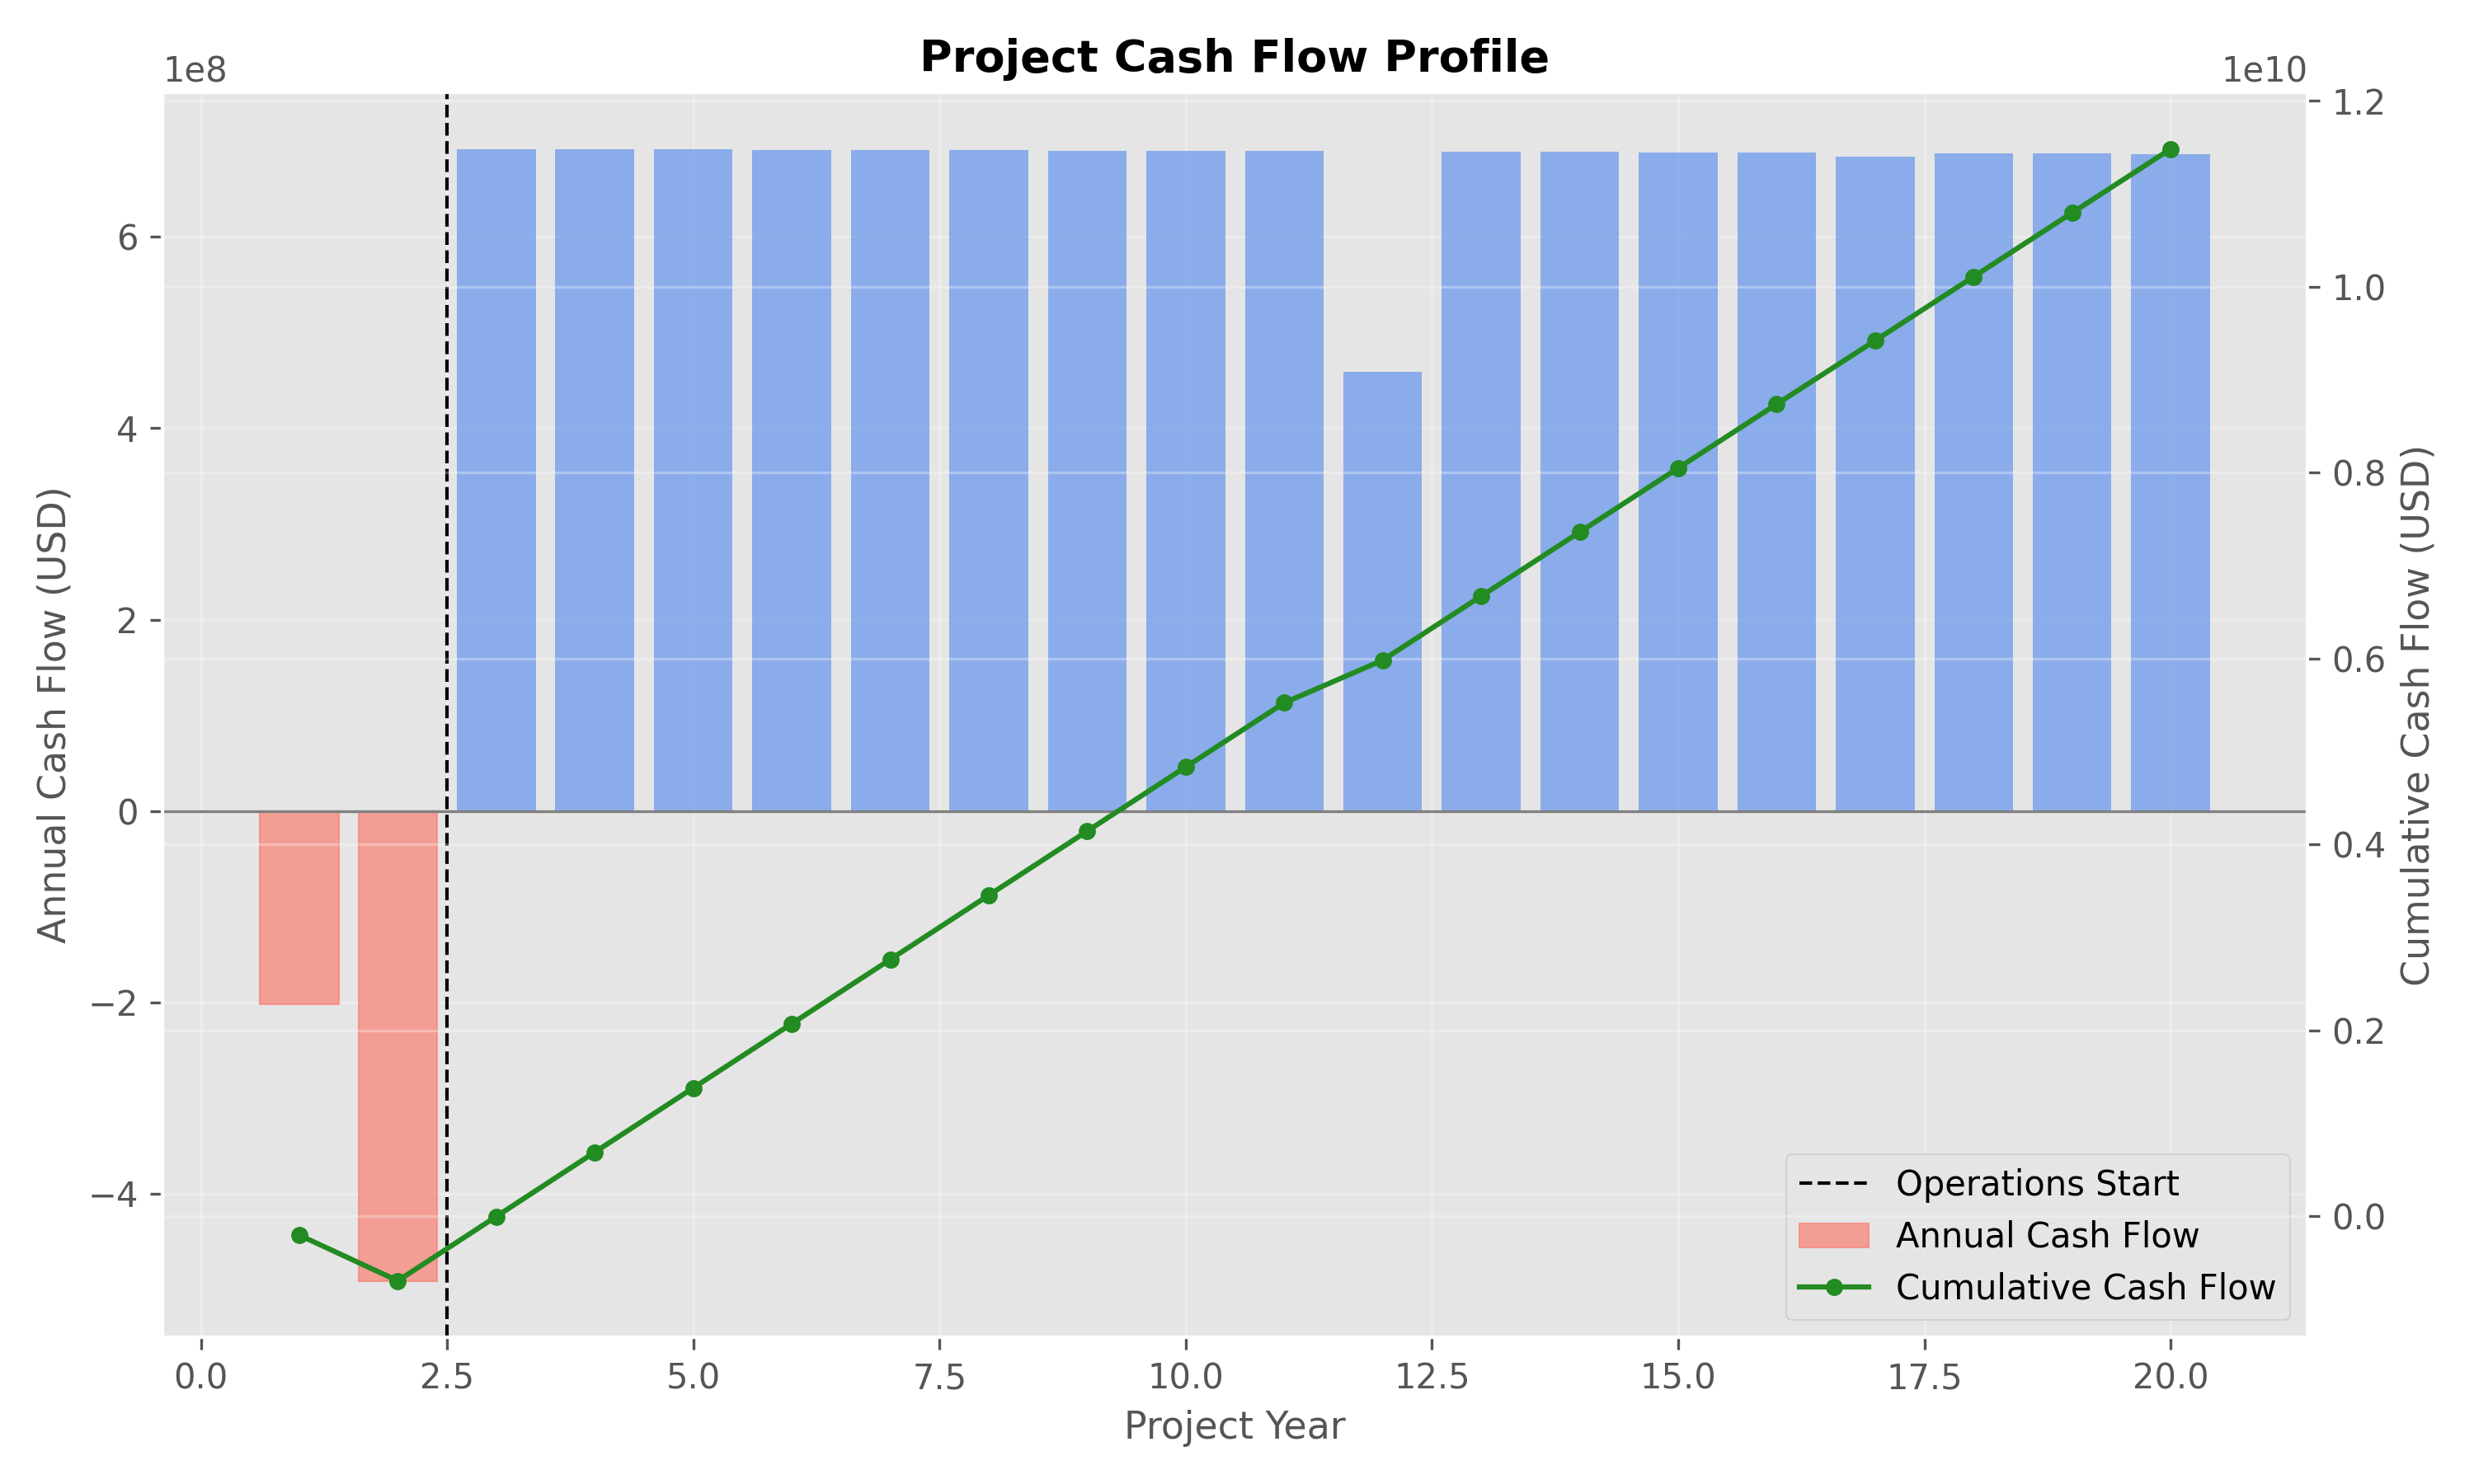 Project Cash Flow Profile
1e8
1e10
Annual Cash Flow (USD)
6
4
2
0
−2
−4
1.2
1.0
0.8
0.6
0.4
0.2
0.0
Cumulative Cash Flow (USD)
Operations Start
Annual Cash Flow
Cumulative Cash Flow
0.0 2.5 5.0 7.5 10.0 12.5 15.0 17.5 20.0
Project Year